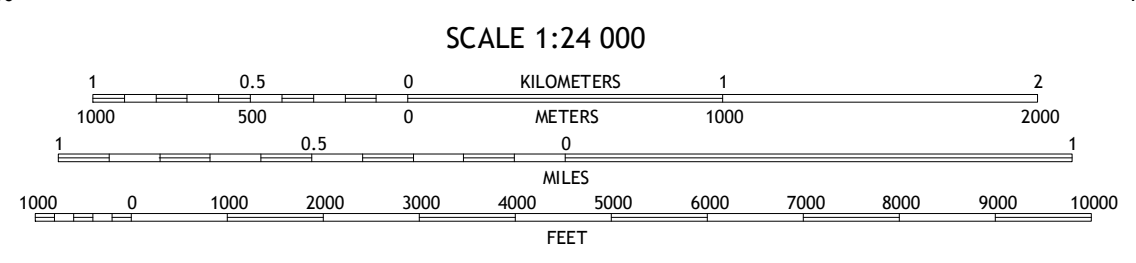 SCALE 1:24 000
1 0.5 0 KILOMETERS 1 2
1000 500 0 METERS 1000 2000
1 0.5 0 1
MILES
1000 0 1000 2000 3000 4000 5000 6000 7000 8000 9000 10000
FEET